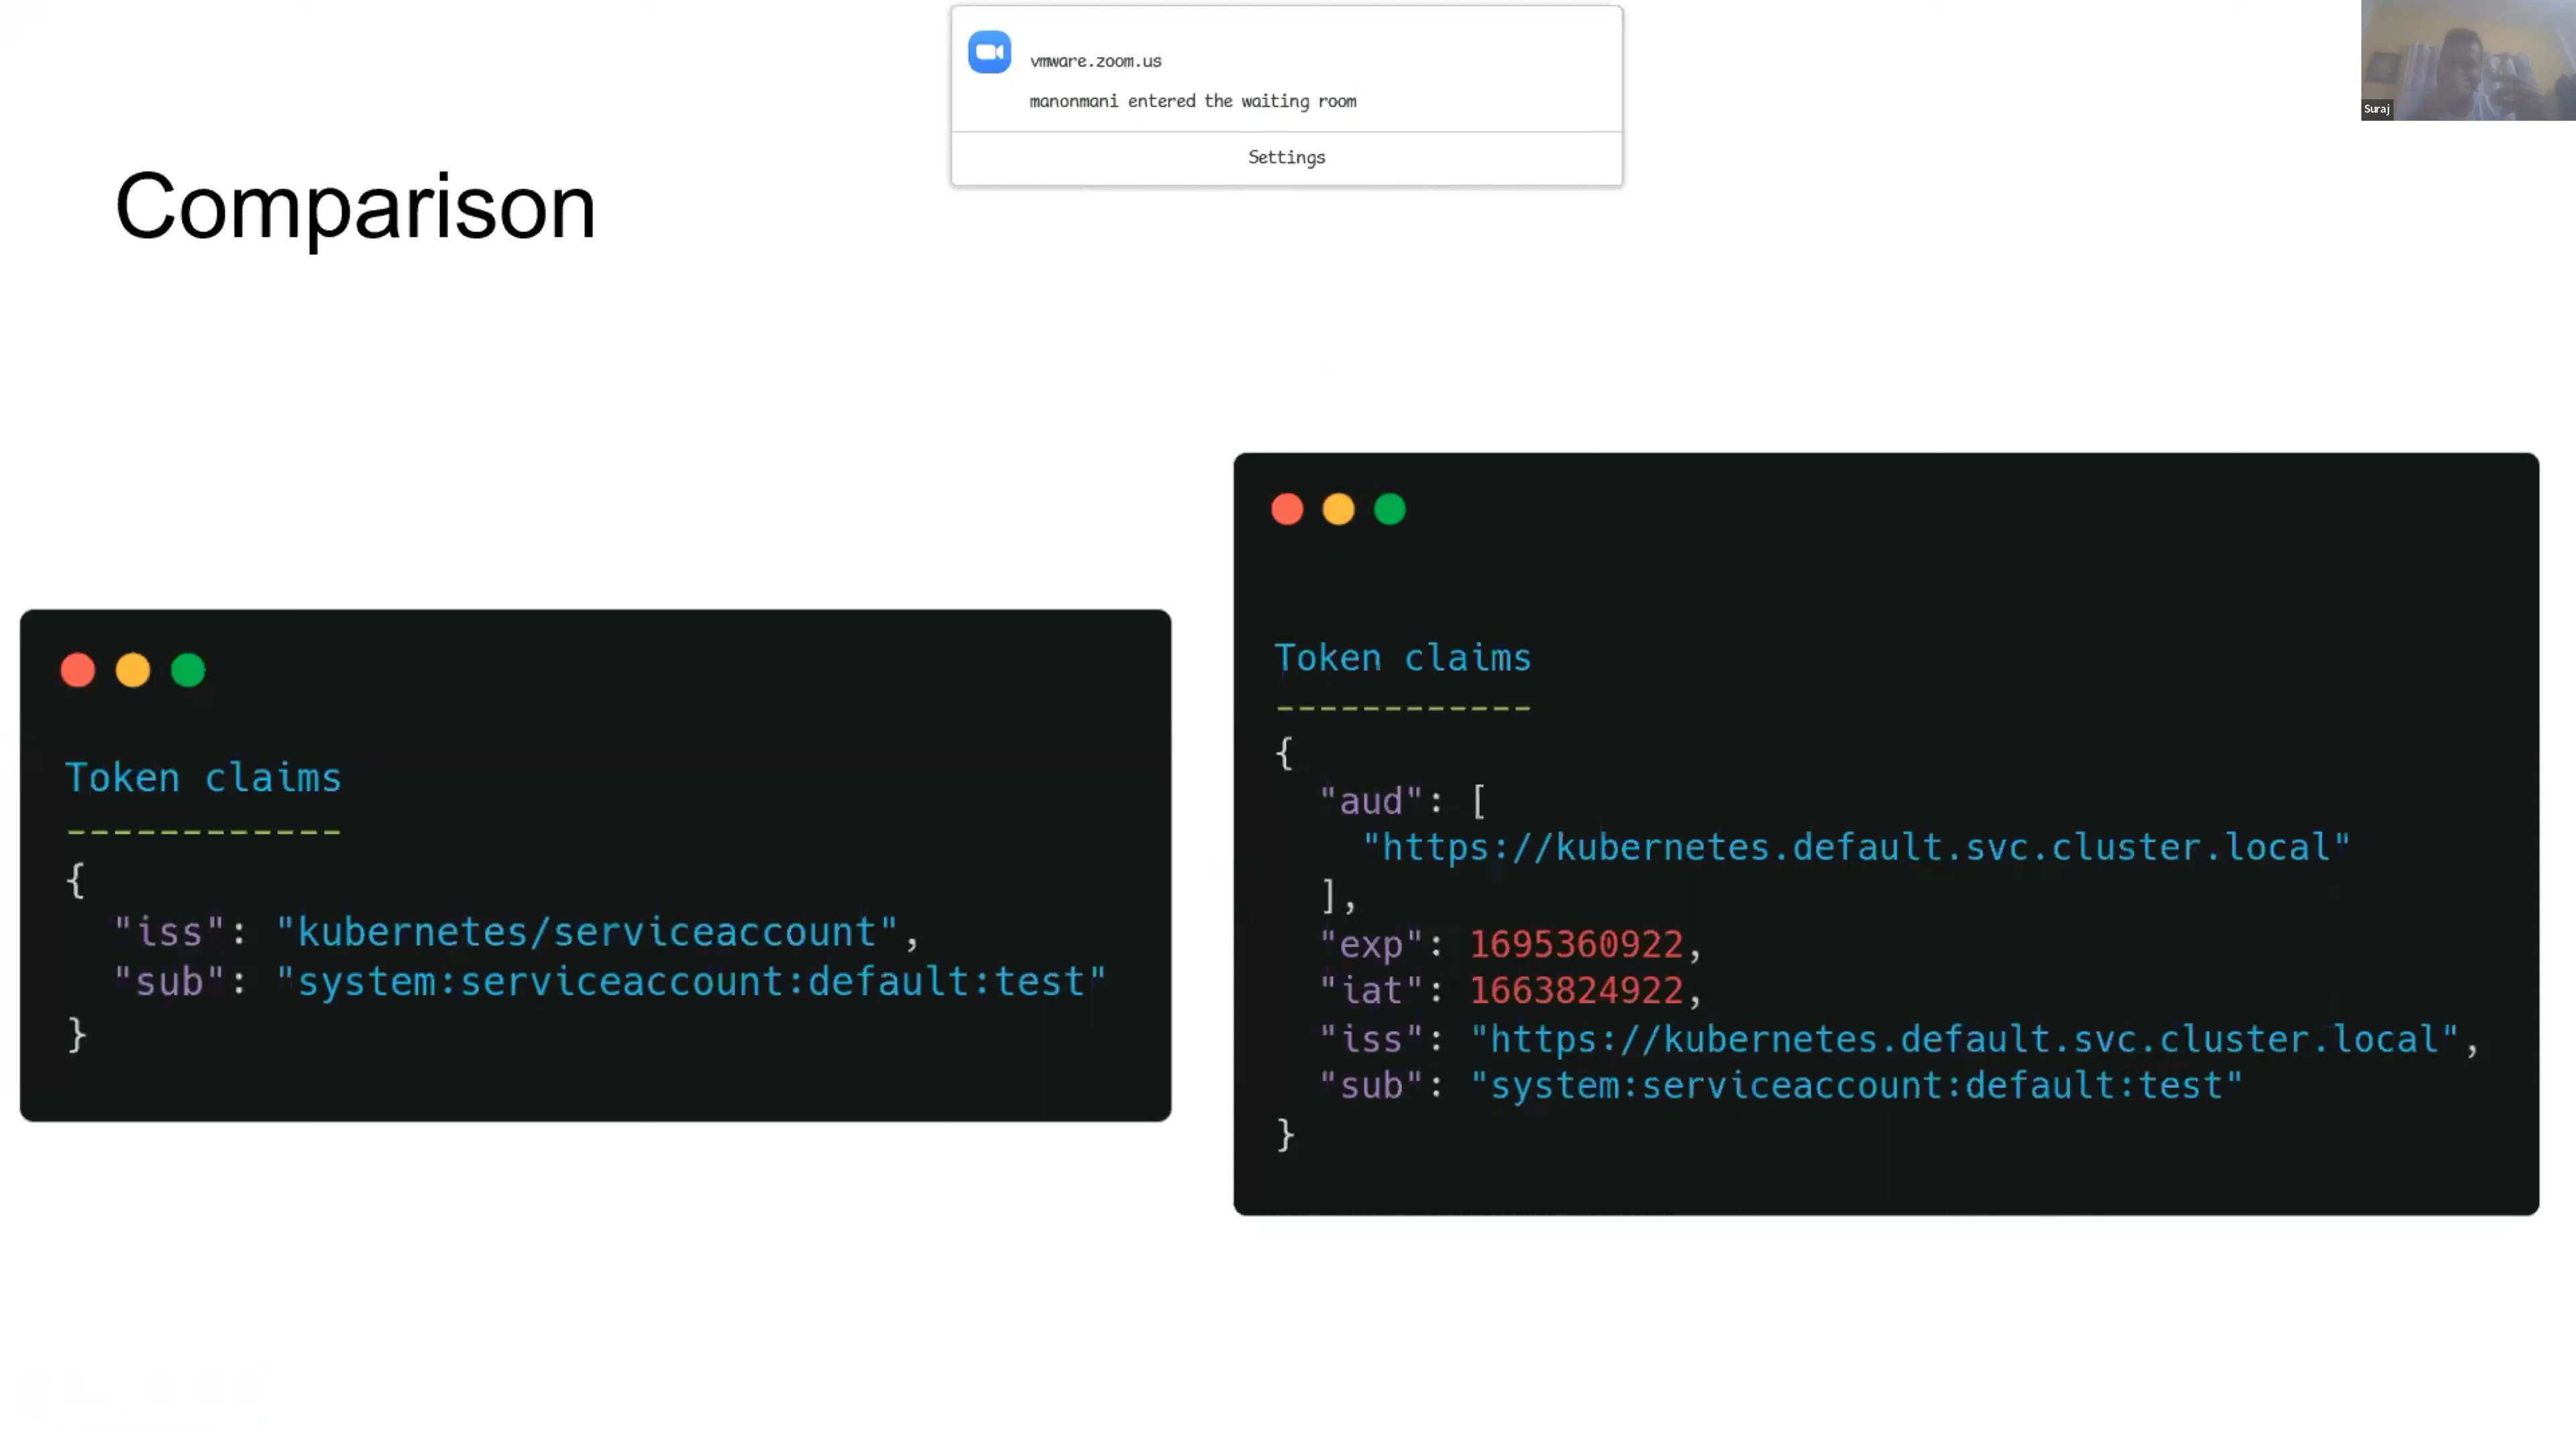 vmware.zoom.us
manonmani entered the waiting room
Settings
Suraj
Comparison
Token claims
------------
{
  "iss": "kubernetes/serviceaccount",
  "sub": "system:serviceaccount:default:test"
}
Token claims
------------
{
  "aud": [
    "https://kubernetes.default.svc.cluster.local"
  ],
  "exp": 1695360922,
  "iat": 1663824922,
  "iss": "https://kubernetes.default.svc.cluster.local",
  "sub": "system:serviceaccount:default:test"
}